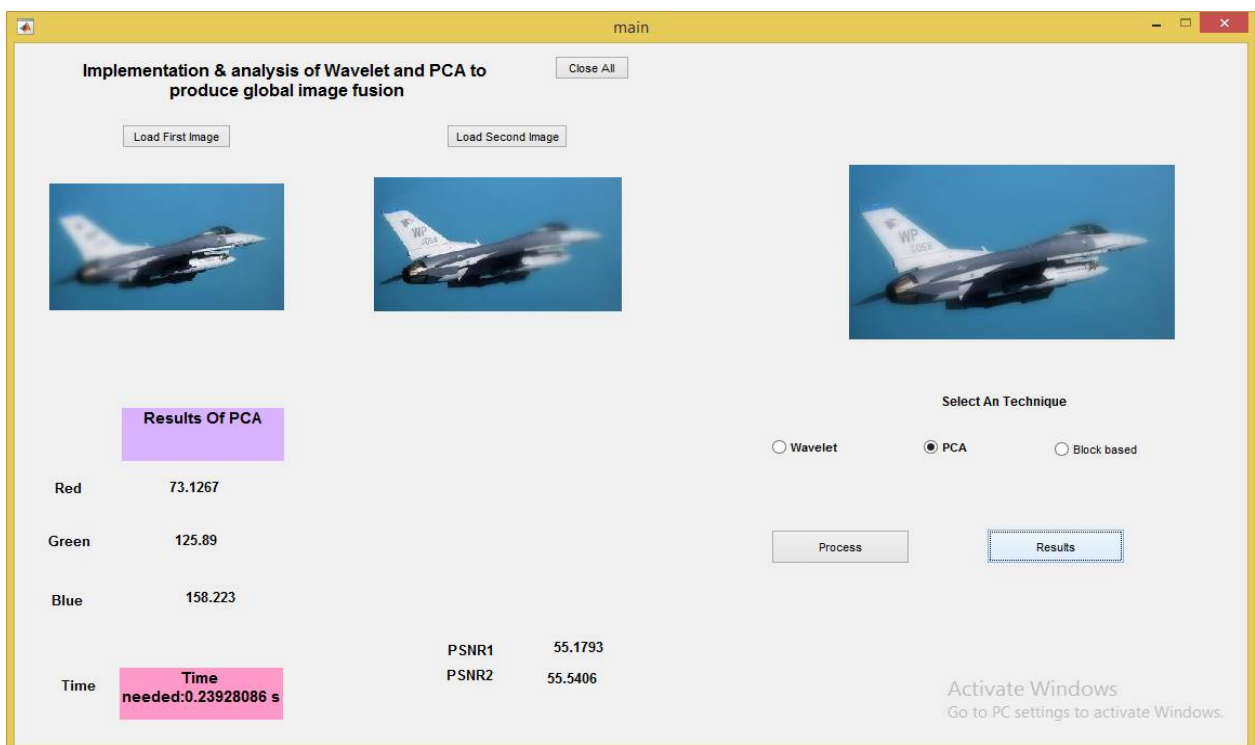 main
Implementation & analysis of Wavelet and PCA to
produce global image fusion
Close All
Load First Image
Load Second Image
WP
WP
Select An Technique
Wavelet
PCA
Block based
Results Of PCA
Red
73.1267
Green
125.89
Blue
158.223
Process
Results
PSNR1
55.1793
PSNR2
55.5406
Time
Time
needed:0.23928086 s
Activate Windows
Go to PC settings to activate Windows.